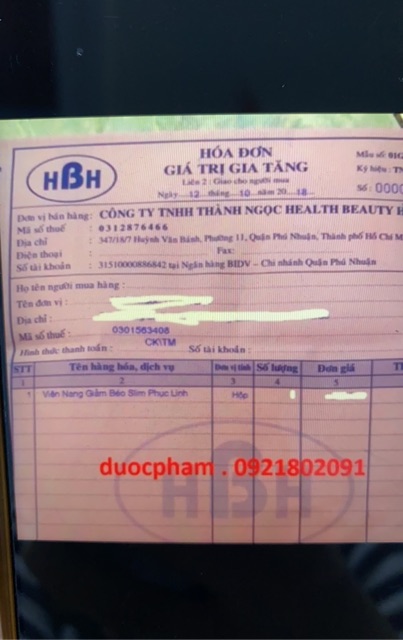 HBH
HÓA ĐƠN
GIÁ TRỊ GIA TĂNG
Liên 2 : Giao cho người mua
Ngày 12 tháng 10 năm 2018
Mẫu số:
Ký hiệu:
Số : 0000
Đơn vị bán hàng: CÔNG TY TNHH THÀNH NGỌC HEALTH BEAUTY H
Mã số thuế : 0312876466
Địa chỉ : 347/18/7 Huỳnh Văn Bánh, Phường 11, Quận Phú Nhuận, Thành phố Hồ Chí M
Điện thoại : Fax:
Số tài khoản : 31510000886842 tại Ngân hàng BIDV – Chi nhánh Quận Phú Nhuận
Họ tên người mua hàng :
Tên đơn vị :
Địa chỉ :
Mã số thuế : 0301563408
Hình thức thanh toán : CK\TM Số tài khoản :
STT Tên hàng hóa, dịch vụ Đơn vị tính Số lượng Đơn giá
1 2 3 4 5
1 Viên Nang Giảm Béo Slim Phục Linh Hộp
duocpham . 0921802091
HBH